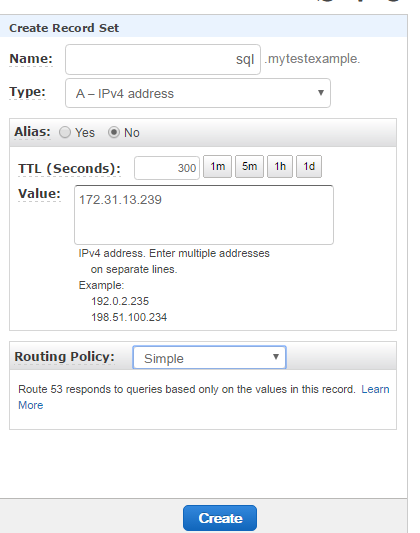 Create Record Set
Name: sql .mytestexample.
Type: A – IPv4 address
Alias: Yes No
TTL (Seconds): 300 1m 5m 1h 1d
Value: 172.31.13.239
IPv4 address. Enter multiple addresses
on separate lines.
Example:
192.0.2.235
198.51.100.234
Routing Policy: Simple
Route 53 responds to queries based only on the values in this record. Learn
More
Create